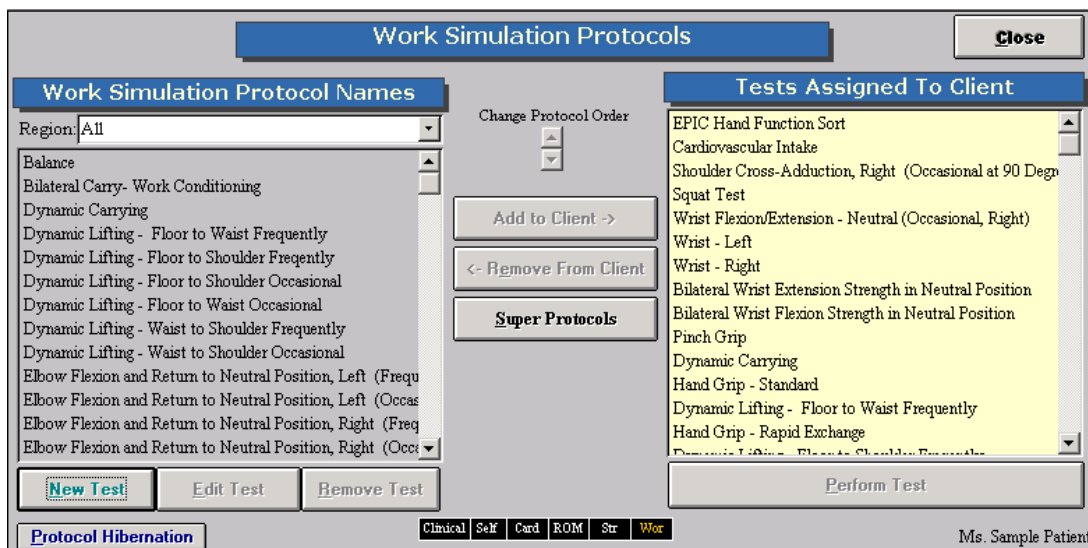 Work Simulation Protocols
Close
Work Simulation Protocol Names
Region: All
Balance
Bilateral Carry- Work Conditioning
Dynamic Carrying
Dynamic Lifting - Floor to Waist Frequently
Dynamic Lifting - Floor to Shoulder Freqently
Dynamic Lifting - Floor to Shoulder Occasional
Dynamic Lifting - Floor to Waist Occasional
Dynamic Lifting - Waist to Shoulder Frequently
Dynamic Lifting - Waist to Shoulder Occasional
Elbow Flexion and Return to Neutral Position, Left (Frequ
Elbow Flexion and Return to Neutral Position, Left (Occas
Elbow Flexion and Return to Neutral Position, Right (Freq
Elbow Flexion and Return to Neutral Position, Right (Occa
New Test
Edit Test
Remove Test
Protocol Hibernation
Change Protocol Order
Add to Client ->
<- Remove From Client
Super Protocols
Clinical Self Card ROM Str Wor
Tests Assigned To Client
EPIC Hand Function Sort
Cardiovascular Intake
Shoulder Cross-Adduction, Right (Occasional at 90 Degr
Squat Test
Wrist Flexion/Extension - Neutral (Occasional, Right)
Wrist - Left
Wrist - Right
Bilateral Wrist Extension Strength in Neutral Position
Bilateral Wrist Flexion Strength in Neutral Position
Pinch Grip
Dynamic Carrying
Hand Grip - Standard
Dynamic Lifting - Floor to Waist Frequently
Hand Grip - Rapid Exchange
Dynamic Lifting - Floor to Shoulder Freqently
Perform Test
Ms. Sample Patien